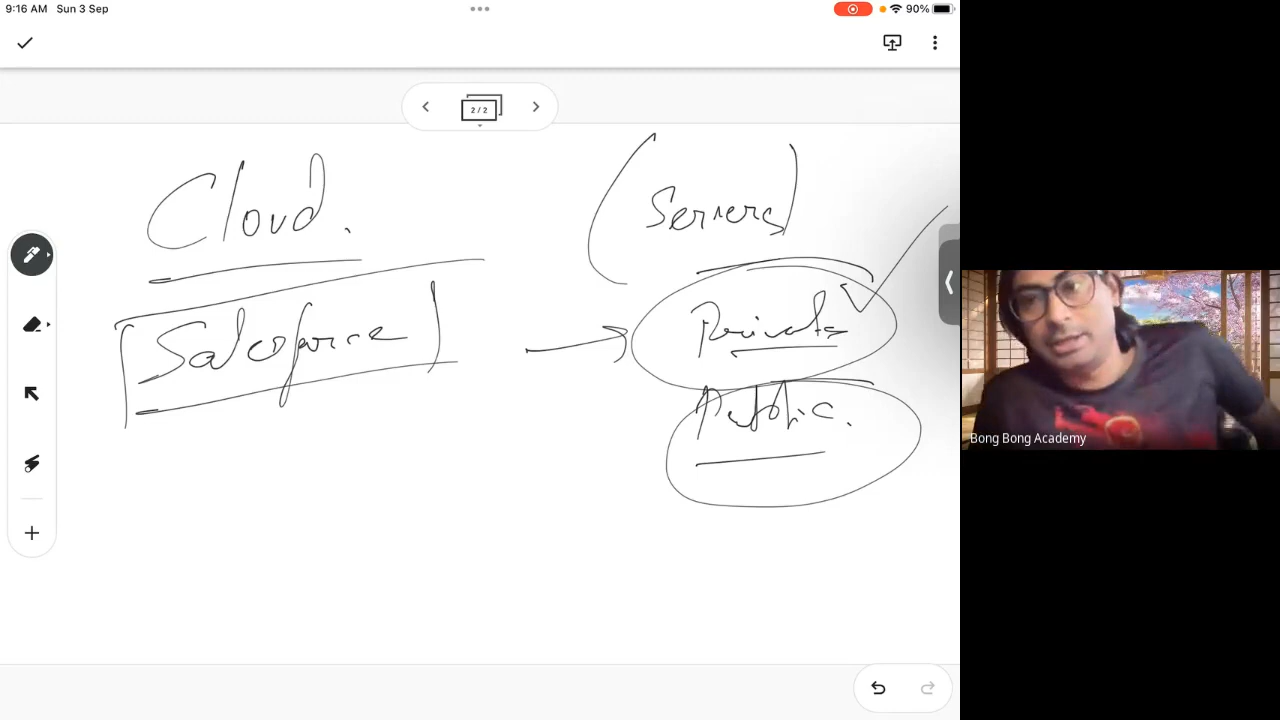 9:16 AM Sun 3 Sep
90%
2 / 2
Cloud.
(Servers)
Salesforce
Private
Public.
Bong Bong Academy